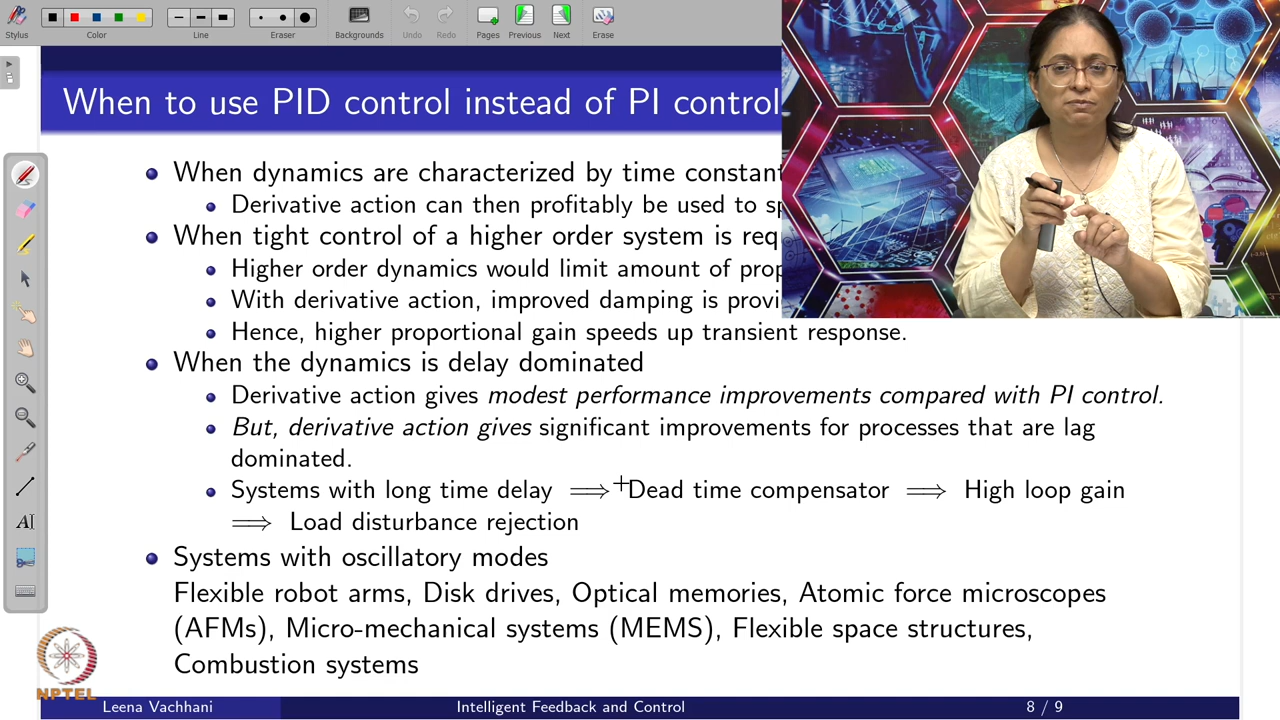 Stylus
Color
Line
Eraser
Backgrounds
Undo
Redo
Pages
Previous
Next
Erase
When to use PID control instead of PI control
When dynamics are characterized by time constant
Derivative action can then profitably be used to sp
When tight control of a higher order system is req
Higher order dynamics would limit amount of prop
With derivative action, improved damping is provi
Hence, higher proportional gain speeds up transient response.
When the dynamics is delay dominated
Derivative action gives modest performance improvements compared with PI control.
But, derivative action gives significant improvements for processes that are lag
dominated.
Systems with long time delay ⟹ Dead time compensator ⟹ High loop gain
⟹ Load disturbance rejection
Systems with oscillatory modes
Flexible robot arms, Disk drives, Optical memories, Atomic force microscopes
(AFMs), Micro-mechanical systems (MEMS), Flexible space structures,
Combustion systems
NPTEL
Leena Vachhani Intelligent Feedback and Control 8 / 9